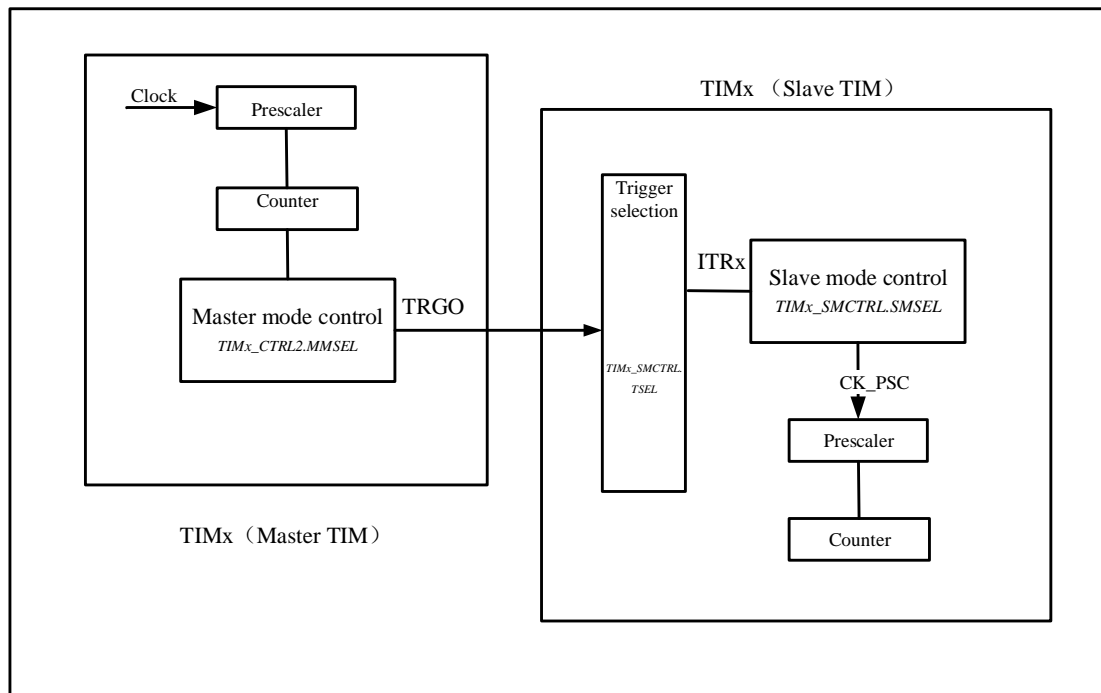 Clock
Prescaler
Counter
Master mode control
TIMx_CTRL2.MMSEL
TRGO
TIMx（Master TIM）
TIMx （Slave TIM）
Trigger
selection
TIMx_SMCTRL.
TSEL
ITRx
Slave mode control
TIMx_SMCTRL.SMSEL
CK_PSC
Prescaler
Counter